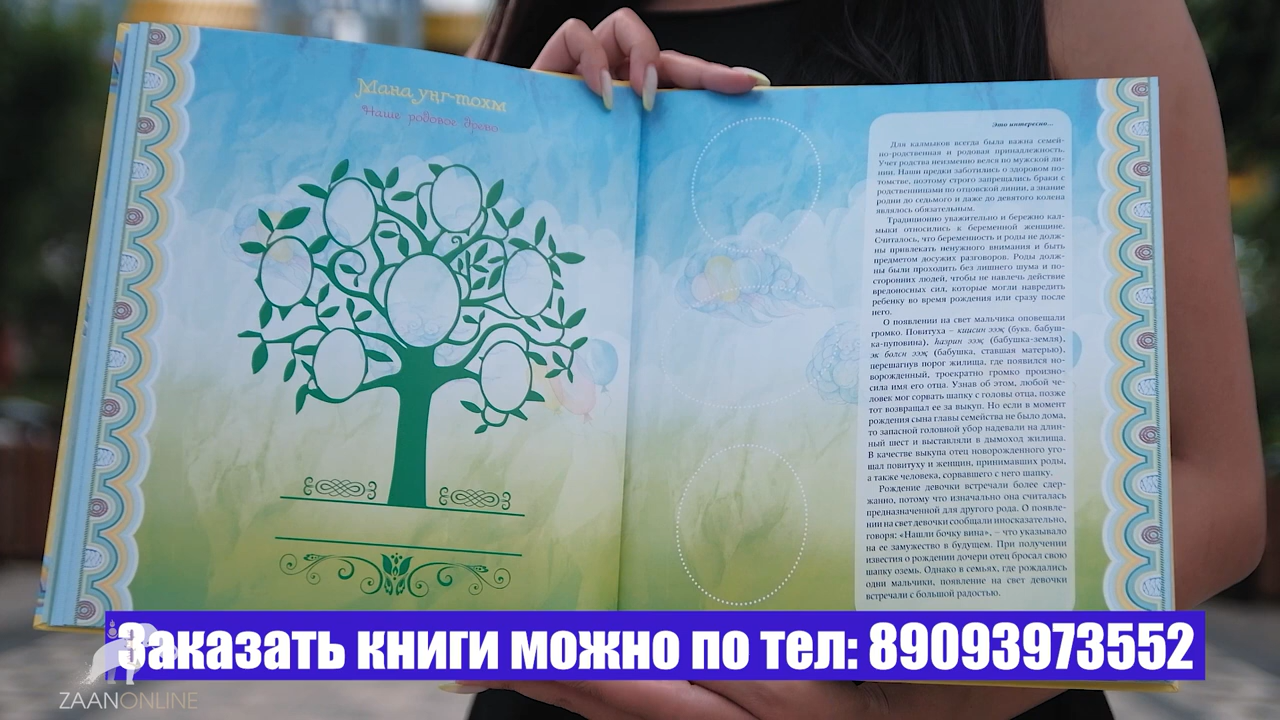 Мана уңг-тохм
Наше родовое древо
Это интересно...
Для калмыков всегда была важна семей-
но-родственная и родовая принадлежность.
Учет родства неизменно велся по мужской ли-
нии. Наши предки заботились о здоровом по-
томстве, поэтому строго запрещались браки с
родственницами по отцовской линии, а знание
родни до седьмого и даже до девятого колена
являлось обязательным.
Традиционно уважительно и бережно кал-
мыки относились к беременной женщине.
Считалось, что беременность и роды не долж-
ны привлекать ненужного внимания и быть
предметом досужих разговоров. Роды долж-
ны были проходить без лишнего шума и по-
сторонних людей, чтобы не навлечь действие
вредоносных сил, которые могли навредить
ребенку во время рождения или сразу после
него.
О появлении на свет мальчика оповещали
громко. Повитуха – киисин ээҗ (букв. бабуш-
ка-пуповина), һазрин ээҗ (бабушка-земля),
эк болсн ээҗ (бабушка, ставшая матерью),
перешагнув порог жилища, где появился но-
ворожденный, троекратно громко произно-
сила имя его отца. Узнав об этом, любой че-
ловек мог сорвать шапку с головы отца, позже
тот возвращал ее за выкуп. Но если в момент
рождения сына главы семейства не было дома,
то запасной головной убор надевали на длин-
ный шест и выставляли в дымоход жилища.
В качестве выкупа отец новорожденного уго-
щал повитуху и женщин, принимавших роды,
а также человека, сорвавшего с него шапку.
Рождение девочки встречали более сдер-
жанно, потому что изначально она считалась
предназначенной для другого рода. О появле-
нии на свет девочки сообщали иносказательно,
говоря: «Нашли бочку вина», – что указывало
на ее замужество в будущем. При получении
известия о рождении дочери отец бросал свою
шапку оземь. Однако в семьях, где рождались
одни мальчики, появление на свет девочки
встречали с большой радостью.
Заказать книги можно по тел: 89093973552
ZAANONLINE